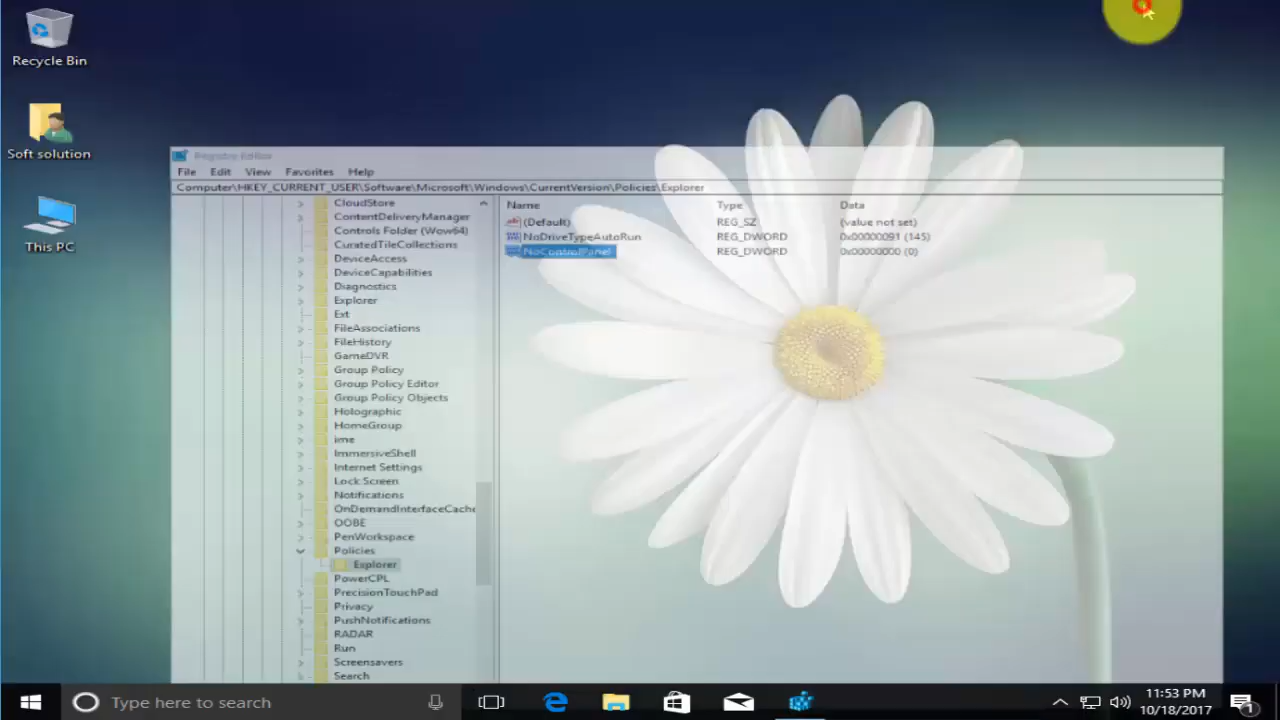 Recycle Bin
Soft solution
This PC
Registry Editor
File Edit View Favorites Help
Computer\HKEY_CURRENT_USER\Software\Microsoft\Windows\CurrentVersion\Policies\Explorer
CloudStore
ContentDeliveryManager
Controls Folder (Wow64)
CuratedTileCollections
DeviceAccess
DeviceCapabilities
Diagnostics
Explorer
Ext
FileAssociations
FileHistory
GameDVR
Group Policy
Group Policy Editor
Group Policy Objects
Holographic
HomeGroup
ime
ImmersiveShell
Internet Settings
Lock Screen
Notifications
OnDemandInterfaceCache
OOBE
PenWorkspace
Policies
Explorer
PowerCPL
PrecisionTouchPad
Privacy
PushNotifications
RADAR
Run
Screensavers
Search
Name Type Data
(Default) REG_SZ (value not set)
NoDriveTypeAutoRun REG_DWORD 0x00000091 (145)
NoControlPanel REG_DWORD 0x00000000 (0)
Type here to search
11:53 PM
10/18/2017
1